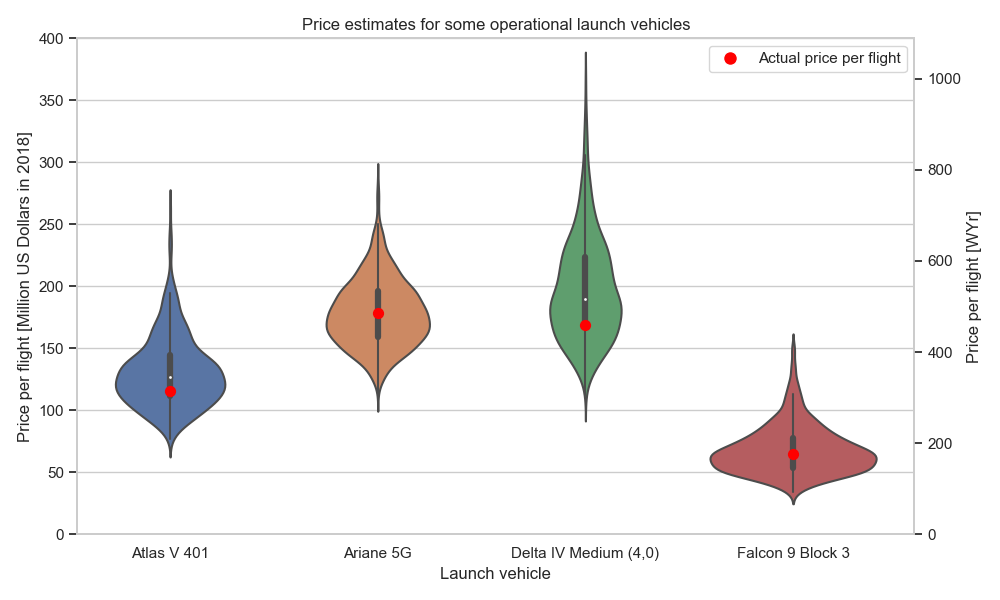 Price estimates for some operational launch vehicles
Actual price per flight
Price per flight [Million US Dollars in 2018]
400
350
300
250
200
150
100
50
0
1000
800
600
400
200
0
Price per flight [WYr]
Atlas V 401
Ariane 5G
Delta IV Medium (4,0)
Falcon 9 Block 3
Launch vehicle